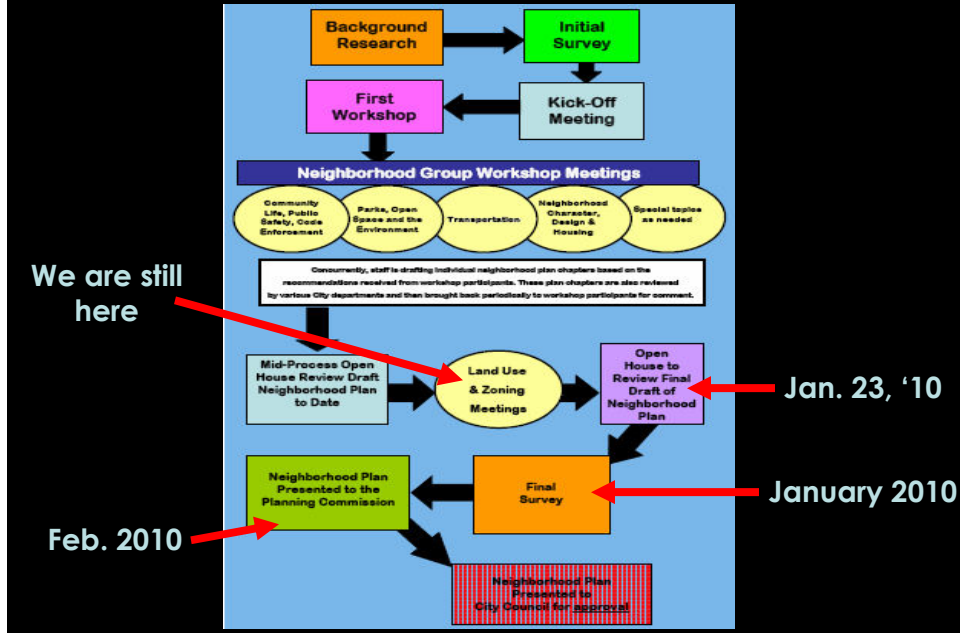 Background
Research
Initial
Survey
First
Workshop
Kick-Off
Meeting
Neighborhood Group Workshop Meetings
Community
Life, Public
Safety, Code
Enforcement
Parks, Open
Space and the
Environment
Transportation
Neighborhood
Character,
Design &
Housing
Special topics
as needed
Concurrently, staff is drafting individual neighborhood plan chapters based on the
recommendations received from workshop participants. These plan chapters are also reviewed
by various City departments and then brought back periodically to workshop participants for comment.
We are still
here
Mid-Process Open
House Review Draft
Neighborhood Plan
to Date
Land Use
& Zoning
Meetings
Open
House to
Review Final
Draft of
Neighborhood
Plan
Jan. 23, ‘10
Neighborhood Plan
Presented to the
Planning Commission
Final
Survey
January 2010
Feb. 2010
Neighborhood Plan
Presented to
City Council for approval